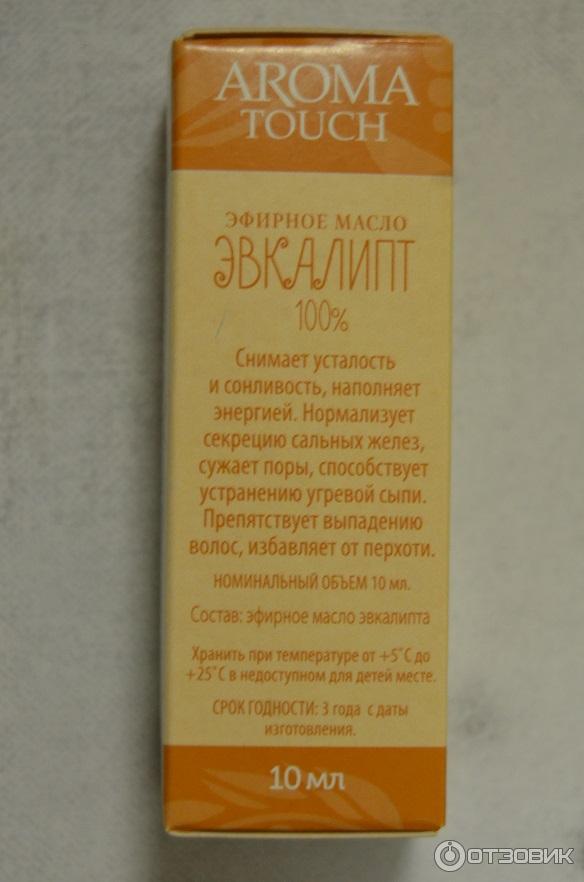 AROMA
TOUCH
ЭФИРНОЕ МАСЛО
ЭВКАЛИПТ
100%
Снимает усталость
и сонливость, наполняет
энергией. Нормализует
секрецию сальных желез,
сужает поры, способствует
устранению угревой сыпи.
Препятствует выпадению
волос, избавляет от перхоти.
НОМИНАЛЬНЫЙ ОБЪЕМ 10 мл.
Состав: эфирное масло эвкалипта
Хранить при температуре от +5˚C до
+25˚C в недоступном для детей месте.
СРОК ГОДНОСТИ: 3 года с даты
изготовления.
10 мл
ОТЗОВИК